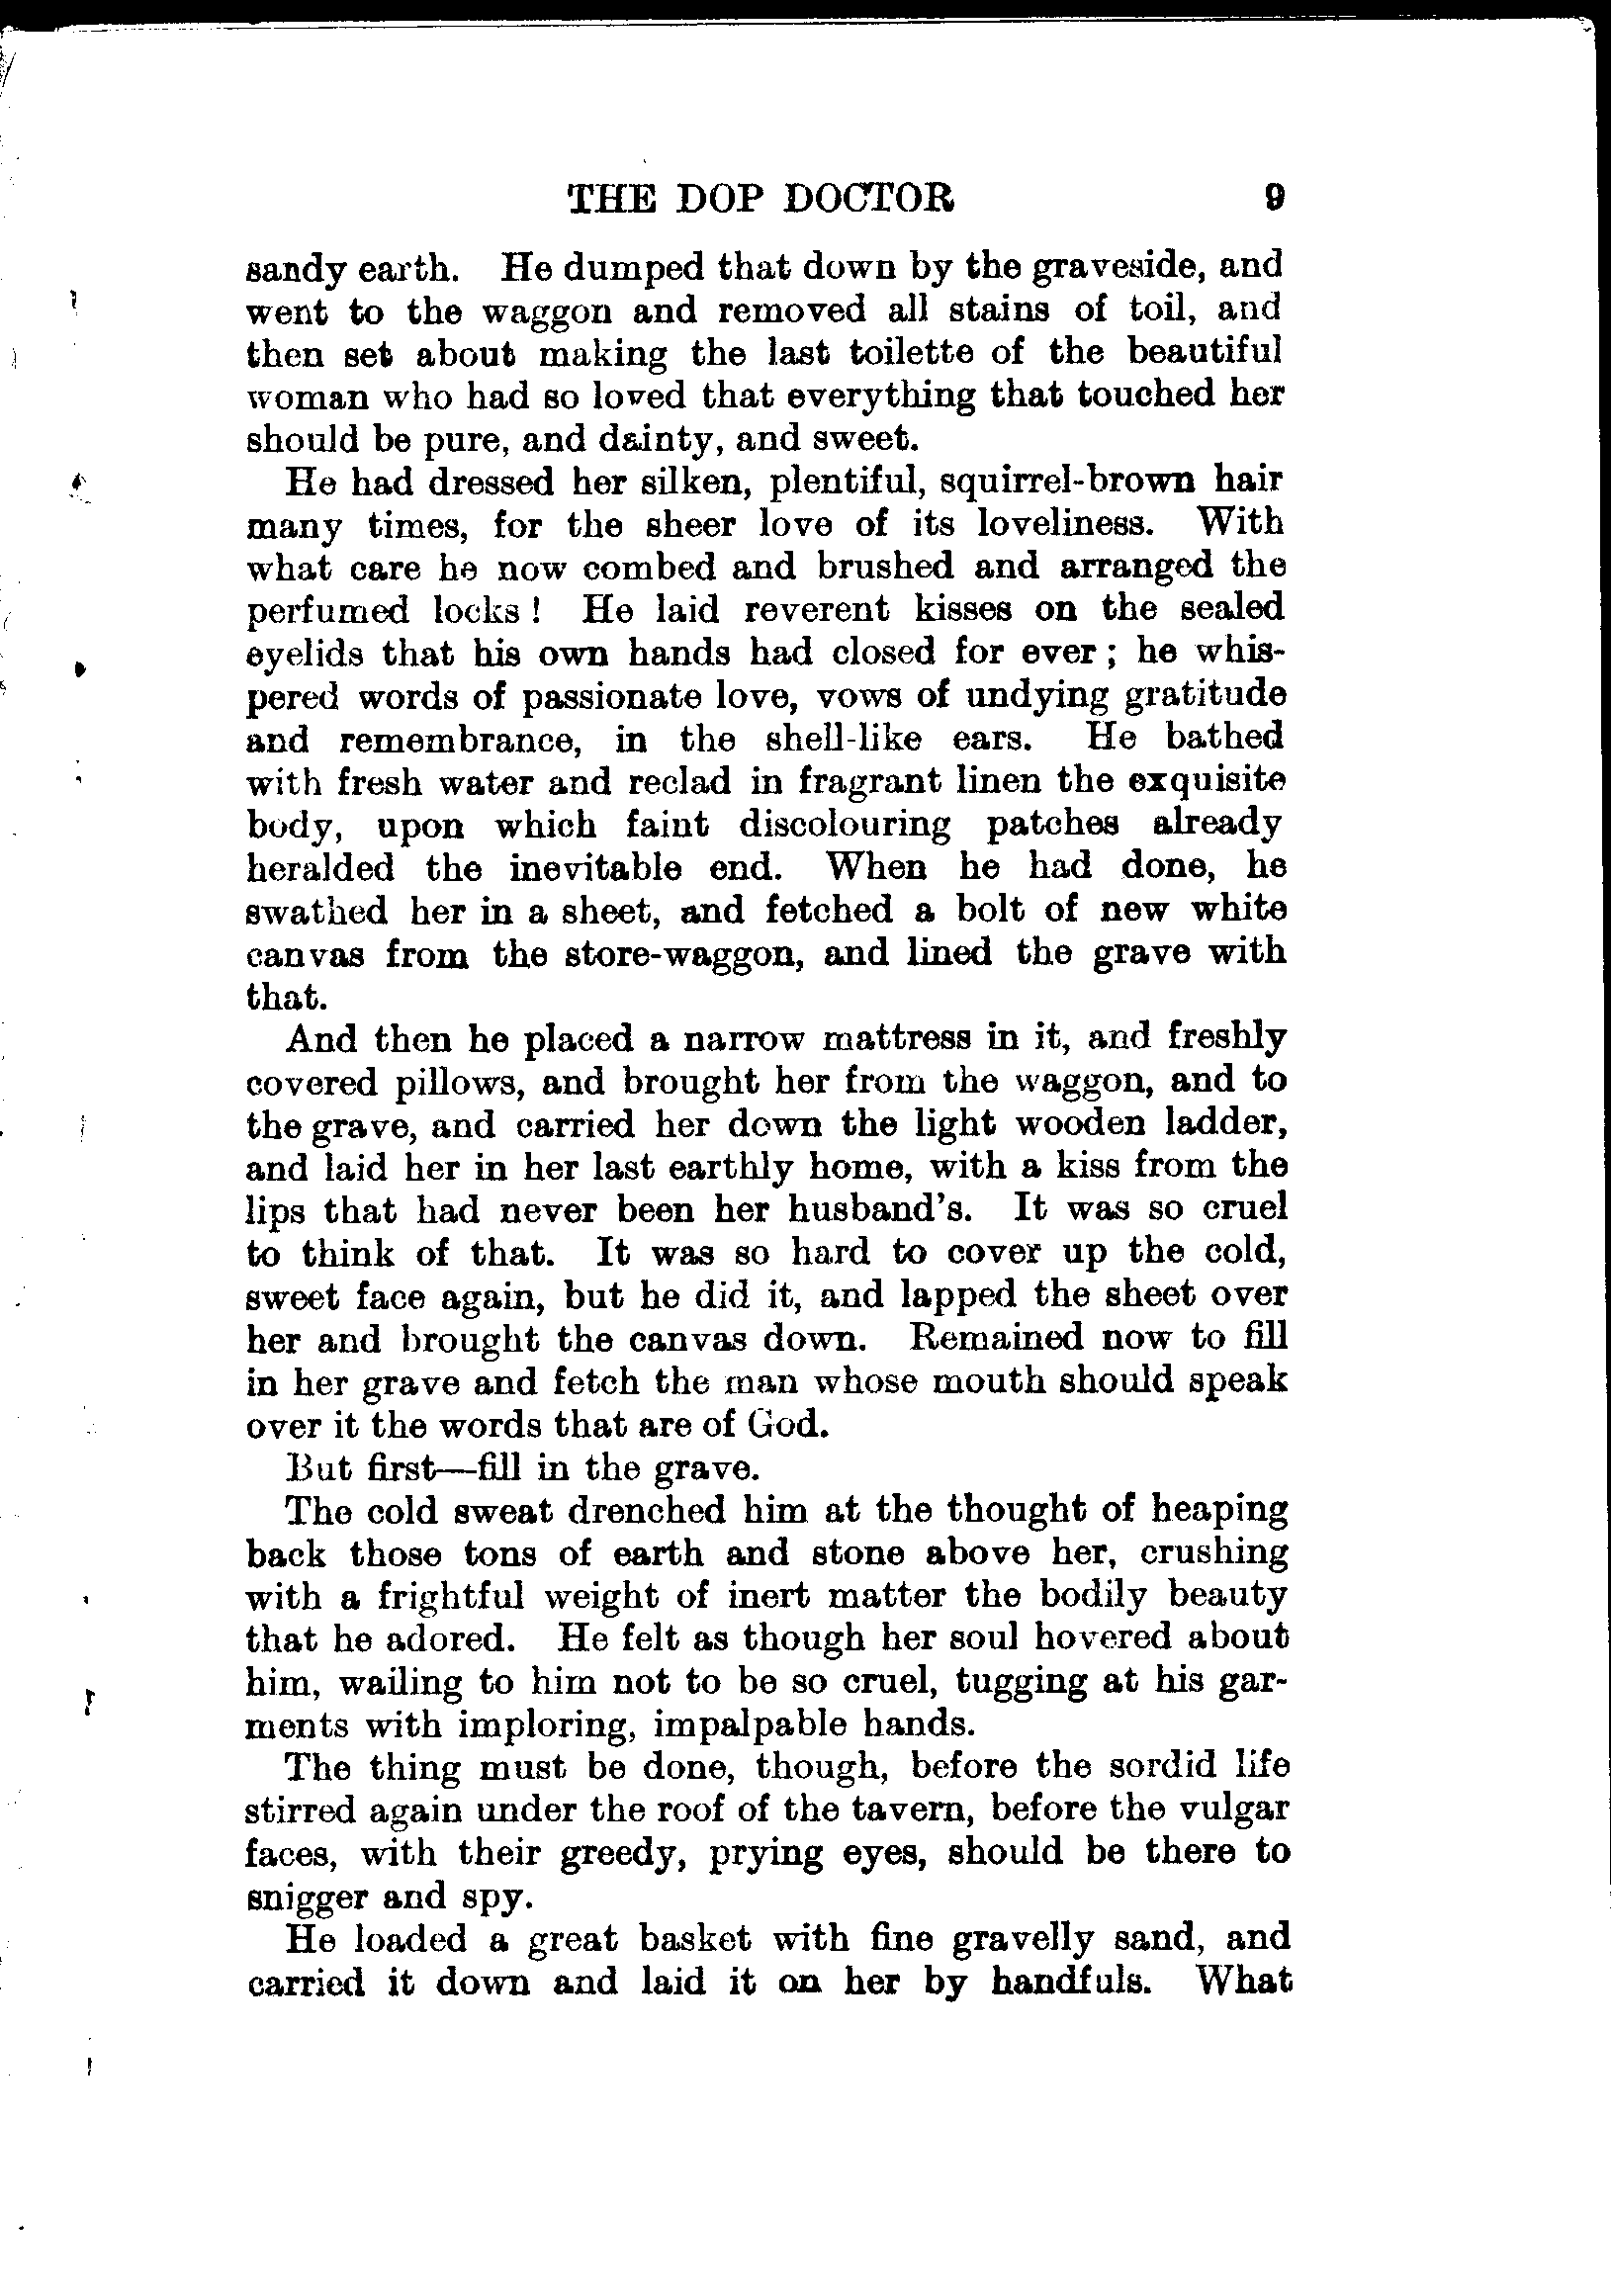 THE DOP DOCTOR 9
sandy earth. He dumped that down by the graveside, and
went to the waggon and removed all stains of toil, and
then set about making the last toilette of the beautiful
woman who had so loved that everything that touched her
should be pure, and dainty, and sweet.
He had dressed her silken, plentiful, squirrel-brown hair
many times, for the sheer love of its loveliness. With
what care he now combed and brushed and arranged the
perfumed locks ! He laid reverent kisses on the sealed
eyelids that his own hands had closed for ever ; he whis-
pered words of passionate love, vows of undying gratitude
and remembrance, in the shell-like ears. He bathed
with fresh water and reclad in fragrant linen the exquisite
body, upon which faint discolouring patches already
heralded the inevitable end. When he had done, he
swathed her in a sheet, and fetched a bolt of new white
canvas from the store-waggon, and lined the grave with
that.
And then he placed a narrow mattress in it, and freshly
covered pillows, and brought her from the waggon, and to
the grave, and carried her down the light wooden ladder,
and laid her in her last earthly home, with a kiss from the
lips that had never been her husband's. It was so cruel
to think of that. It was so hard to cover up the cold,
sweet face again, but he did it, and lapped the sheet over
her and brought the canvas down. Remained now to fill
in her grave and fetch the man whose mouth should speak
over it the words that are of God.
But first—fill in the grave.
The cold sweat drenched him at the thought of heaping
back those tons of earth and stone above her, crushing
with a frightful weight of inert matter the bodily beauty
that he adored. He felt as though her soul hovered about
him, wailing to him not to be so cruel, tugging at his gar-
ments with imploring, impalpable hands.
The thing must be done, though, before the sordid life
stirred again under the roof of the tavern, before the vulgar
faces, with their greedy, prying eyes, should be there to
snigger and spy.
He loaded a great basket with fine gravelly sand, and
carried it down and laid it on her by handfuls. What